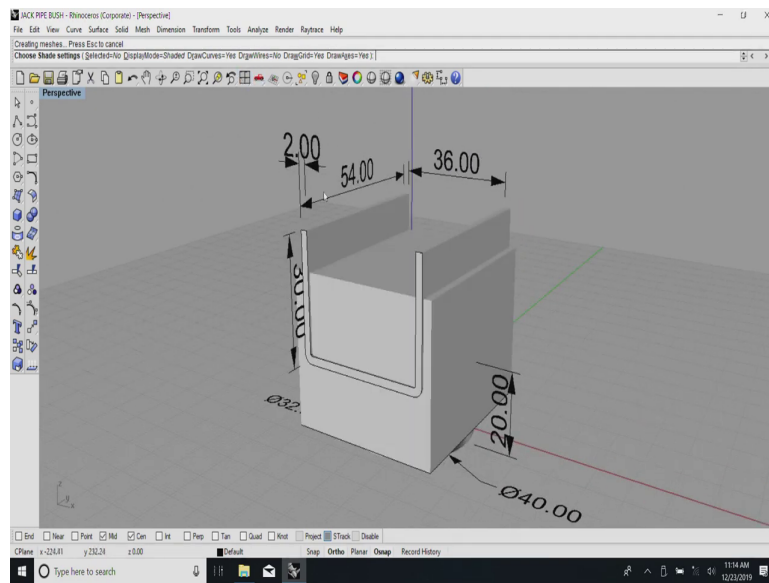 JACK PIPE BUSH - Rhinoceros (Corporate) - [Perspective]
File Edit View Curve Surface Solid Mesh Dimension Transform Tools Analyze Render Raytrace Help
Creating meshes... Press Esc to cancel
Choose Shade settings ( Selected=No DisplayMode=Shaded DrawCurves=Yes DrawWires=No DrawGrid=Yes DrawAxes=Yes ):
Perspective
2.00
54.00
36.00
30.00
Ø32.
20.00
Ø40.00
z
y
x
End Near Point Mid Cen Int Perp Tan Quad Knot Project STrack Disable
CPlane x -224.41 y 232.24 z 0.00 Default Snap Ortho Planar Osnap Record History
Type here to search
11:14 AM
12/23/2019